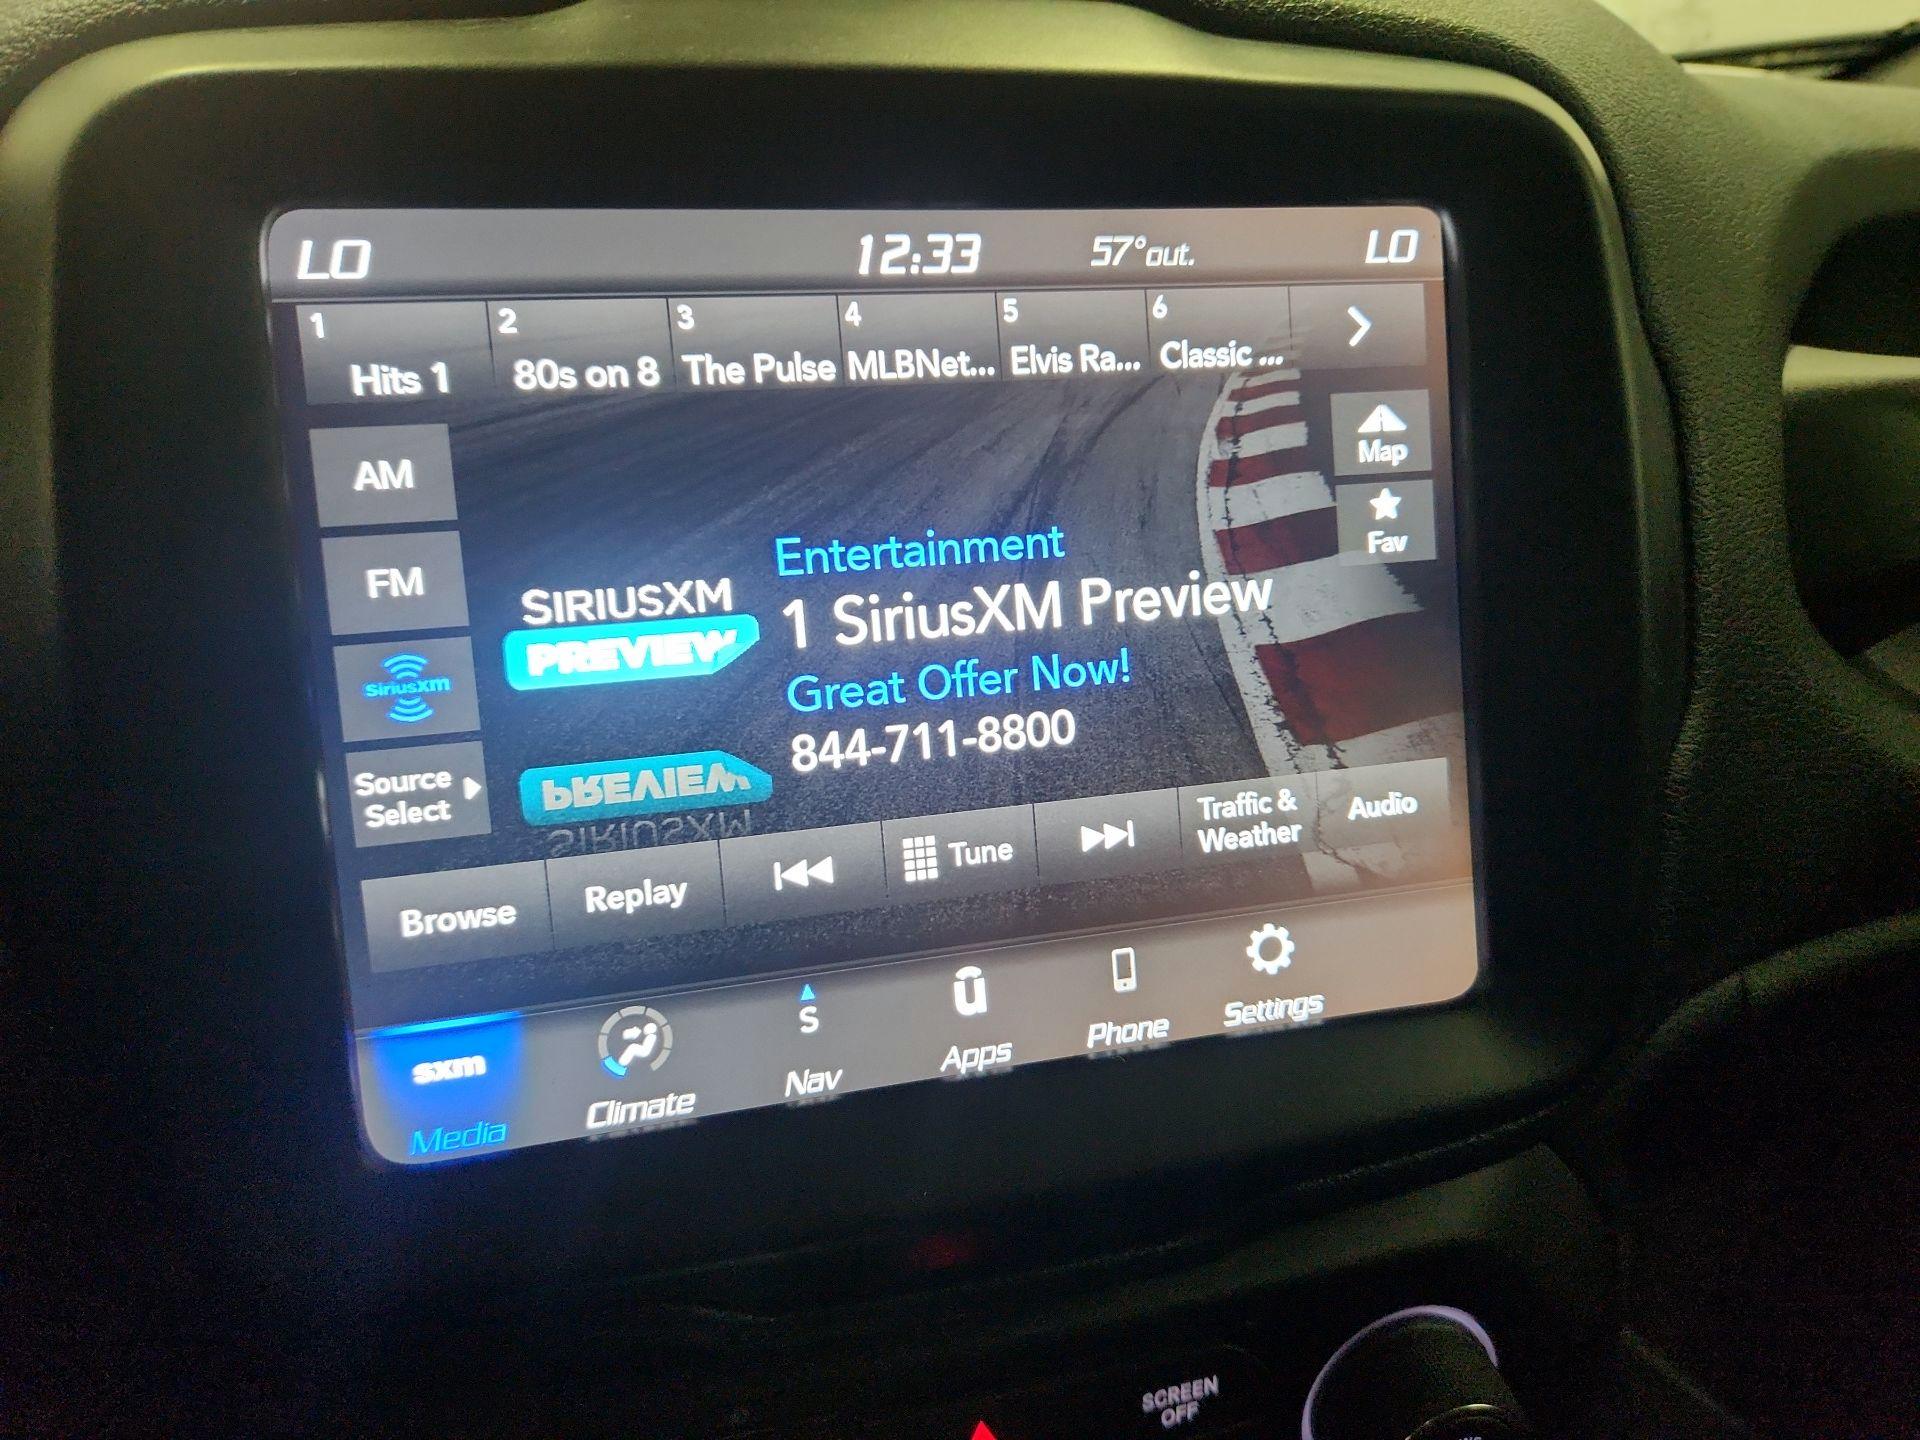 LO 12:33 57°out. LO
1 2 3 4 5 6
Hits 1 80s on 8 The Pulse MLBNet... Elvis Ra... Classic ...
AM
FM
SiriusXM
Source
Select
Map
Fav
SIRIUSXM
PREVIEW
Entertainment
1 SiriusXM Preview
Great Offer Now!
844-711-8800
PREVIEW
SIRIUSXM
Browse Replay Tune
Traffic &
Weather
Audio
sxm
Media
Climate
S
Nav
ū
Apps
Phone
Settings
SCREEN
OFF